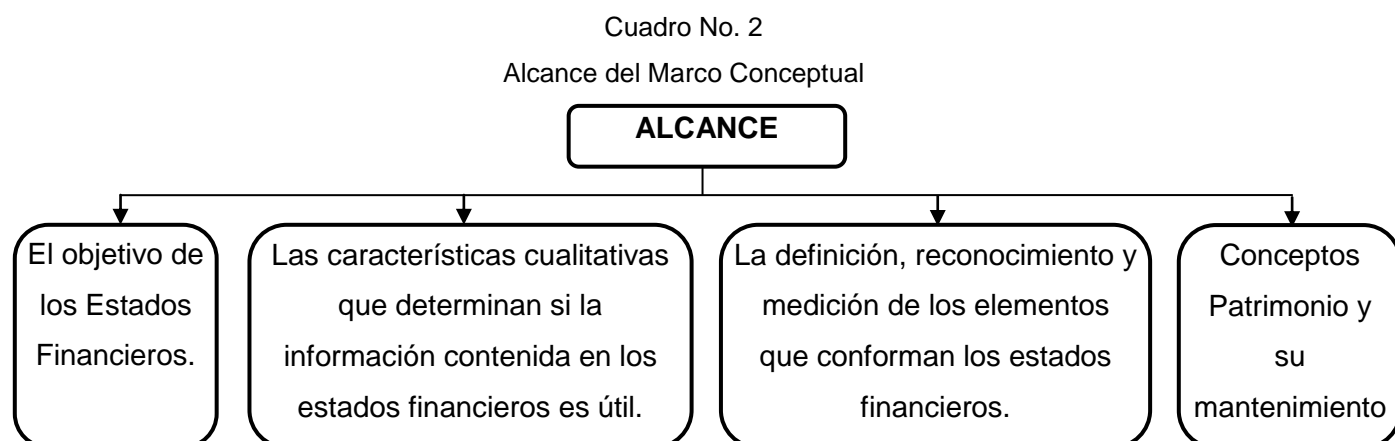 Cuadro No. 2
Alcance del Marco Conceptual
ALCANCE
El objetivo de
los Estados
Financieros.
Las características cualitativas
que determinan si la
información contenida en los
estados financieros es útil.
La definición, reconocimiento y
medición de los elementos
que conforman los estados
financieros.
Conceptos
Patrimonio y
su
mantenimiento